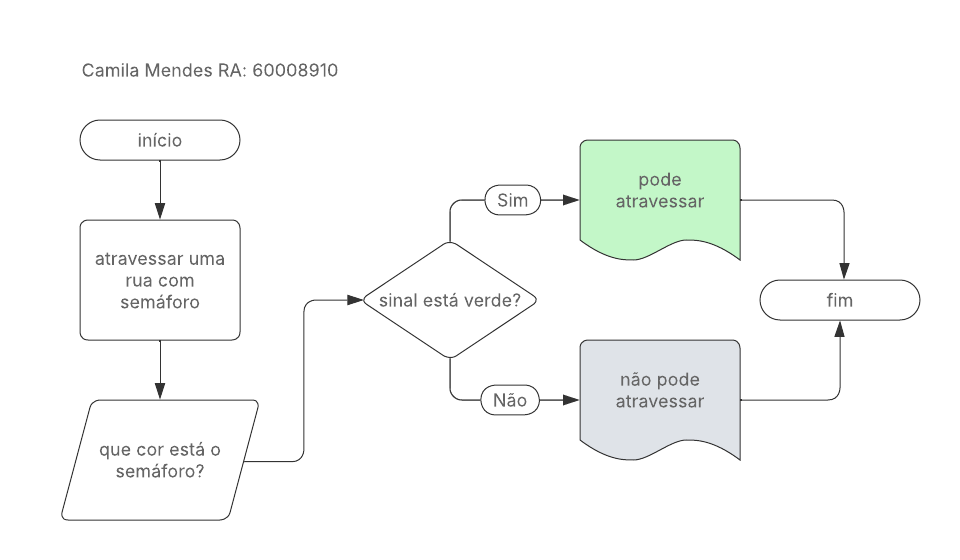 Camila Mendes RA: 60008910
início
atravessar uma
rua com
semáforo
que cor está o
semáforo?
sinal está verde?
Sim
pode
atravessar
Não
não pode
atravessar
fim